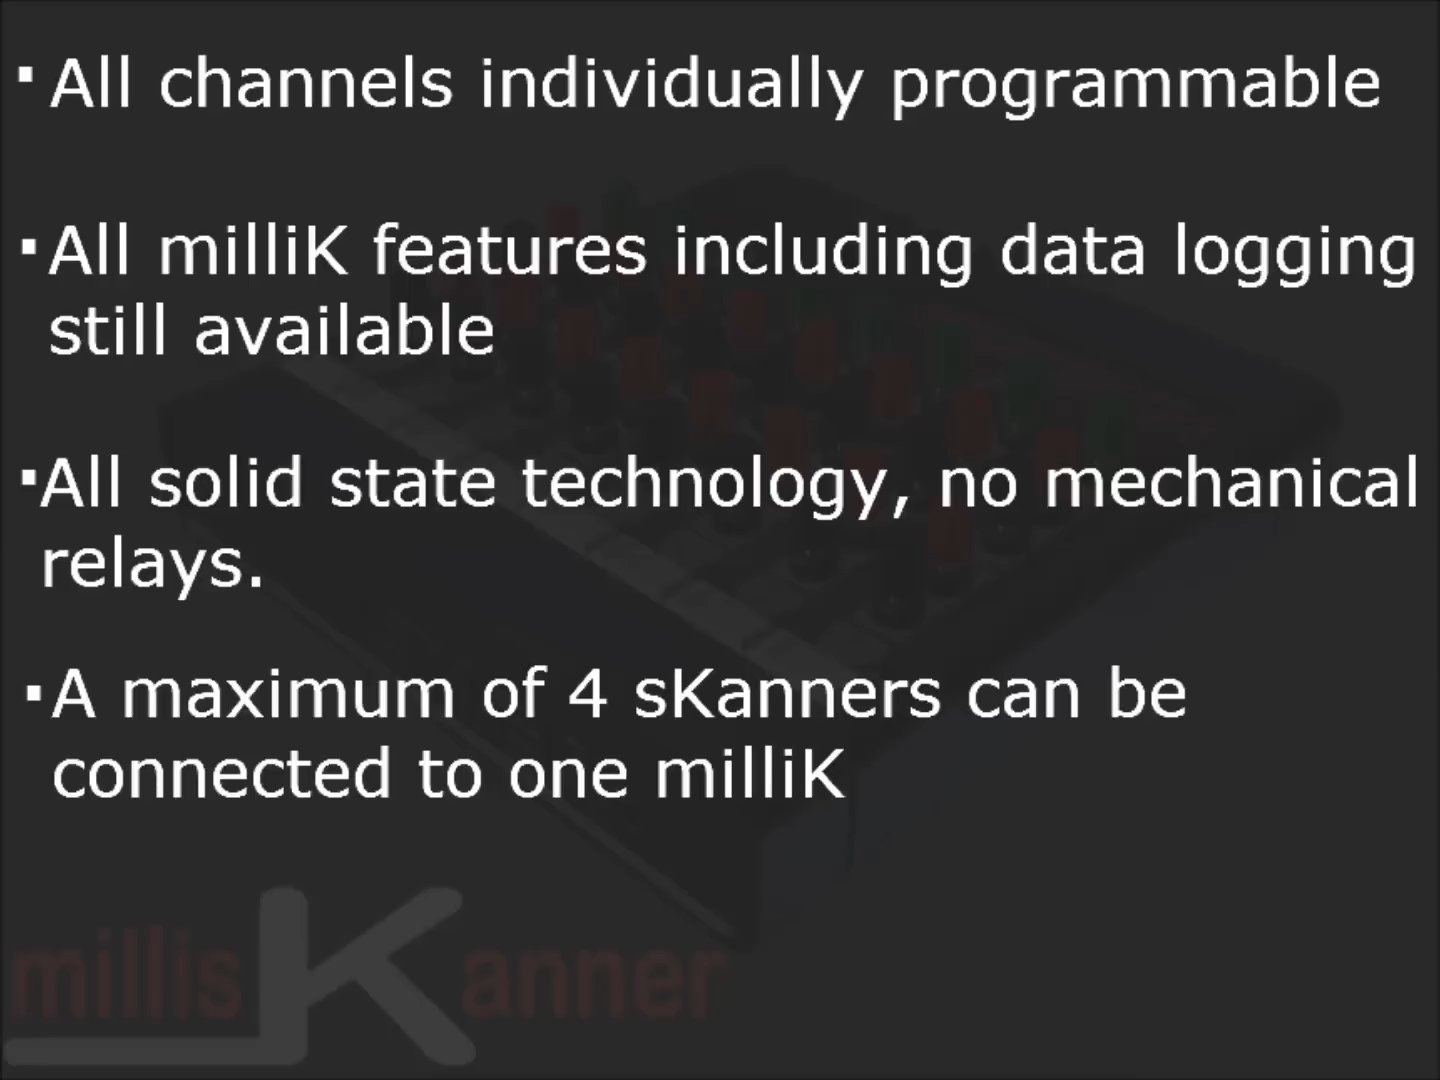 ▪All channels individually programmable
▪All milliK features including data logging
still available
▪All solid state technology, no mechanical
relays.
▪A maximum of 4 sKanners can be
connected to one milliK
millisKanner